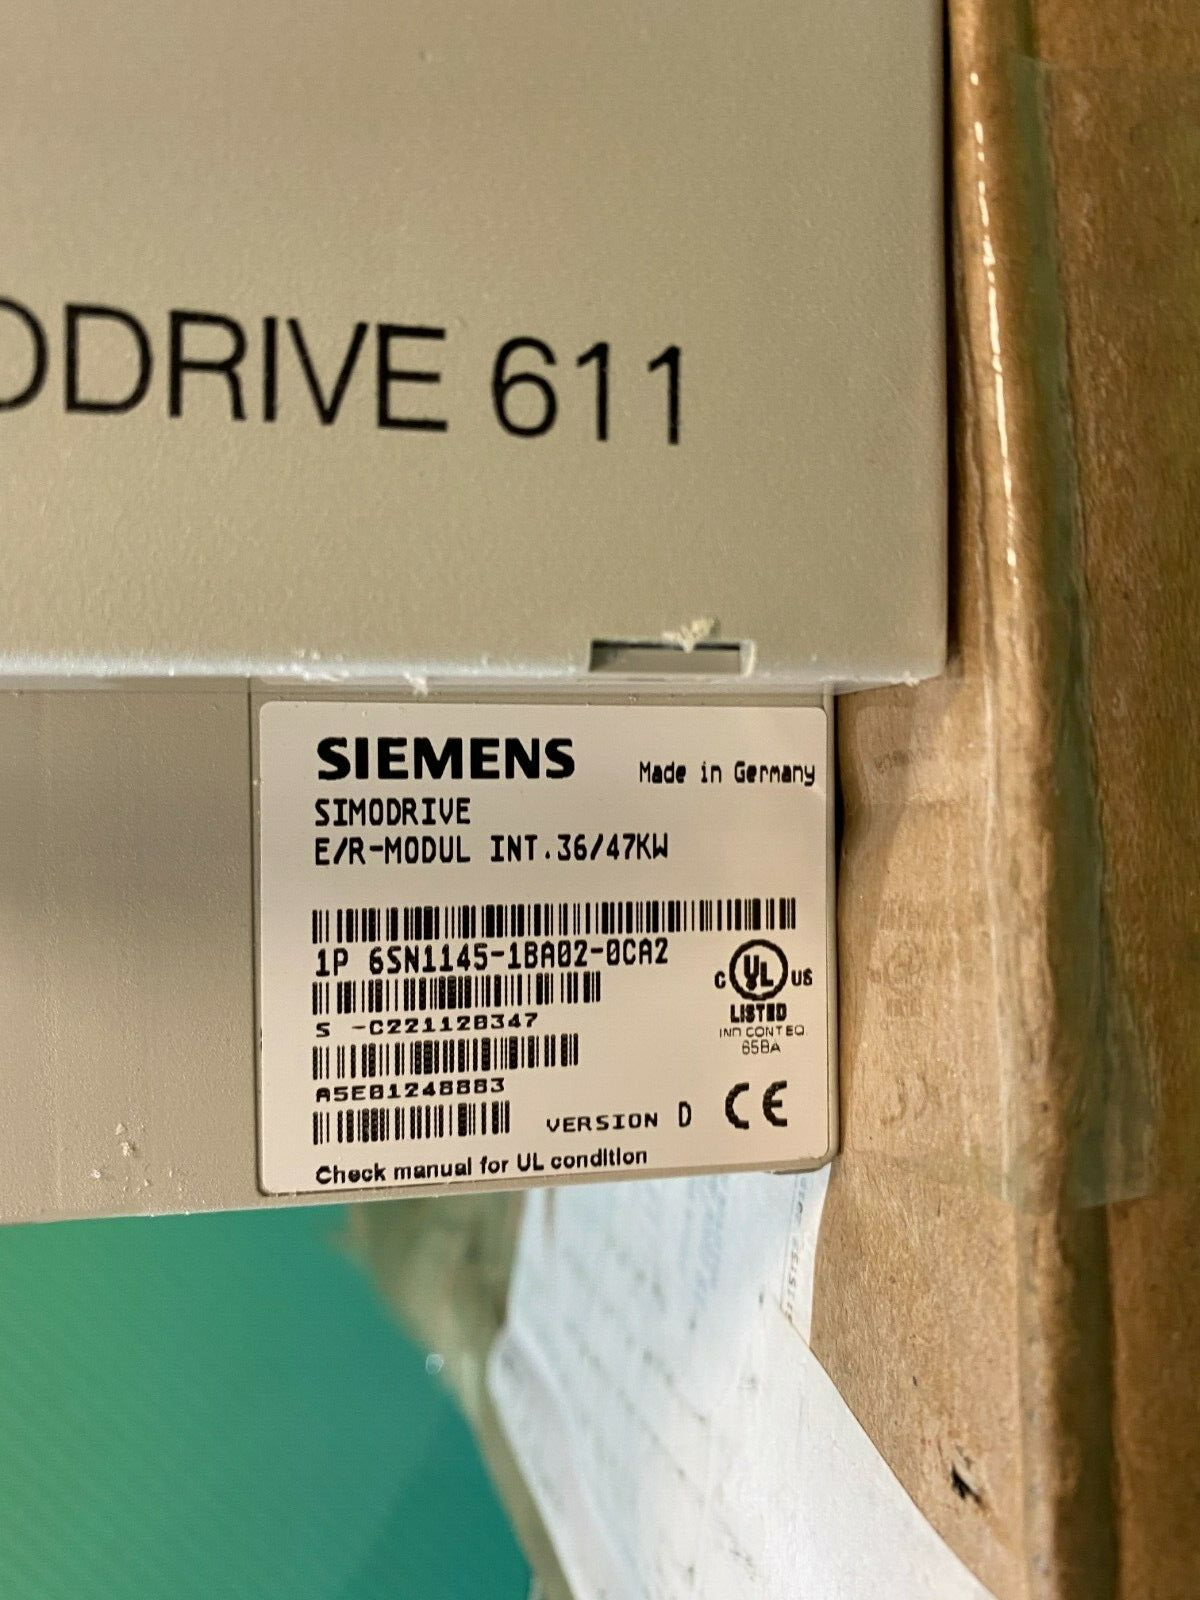 ODRIVE 611
SIEMENS Made in Germany
SIMODRIVE
E/R-MODUL INT.36/47KW
1P 6SN1145-1BA02-0CA2
C UL US
LISTED
IND CONT EQ.
65BA
S -C221128347
A5E01248883
VERSION D CE
Check manual for UL condition